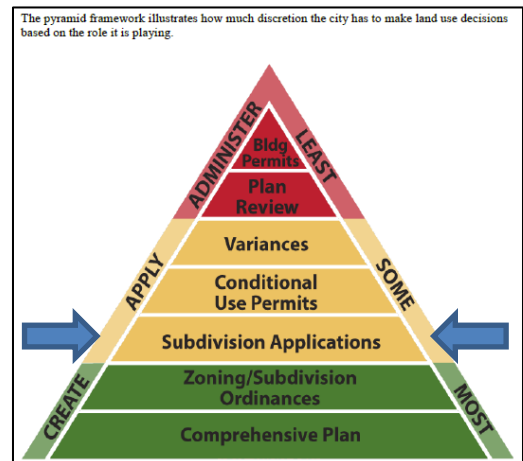 The pyramid framework illustrates how much discretion the city has to make land use decisions
based on the role it is playing.
ADMINISTER
LEAST
Bldg
Permits
Plan
Review
APPLY
SOME
Variances
Conditional
Use Permits
Subdivision Applications
CREATE
MOST
Zoning/Subdivision
Ordinances
Comprehensive Plan